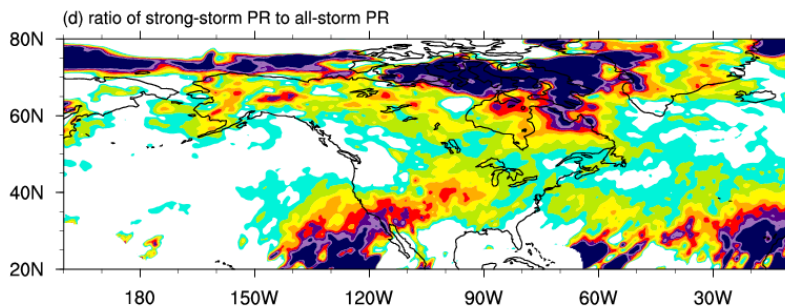 (d) ratio of strong-storm PR to all-storm PR
80N
60N
40N
20N
180 150W 120W 90W 60W 30W